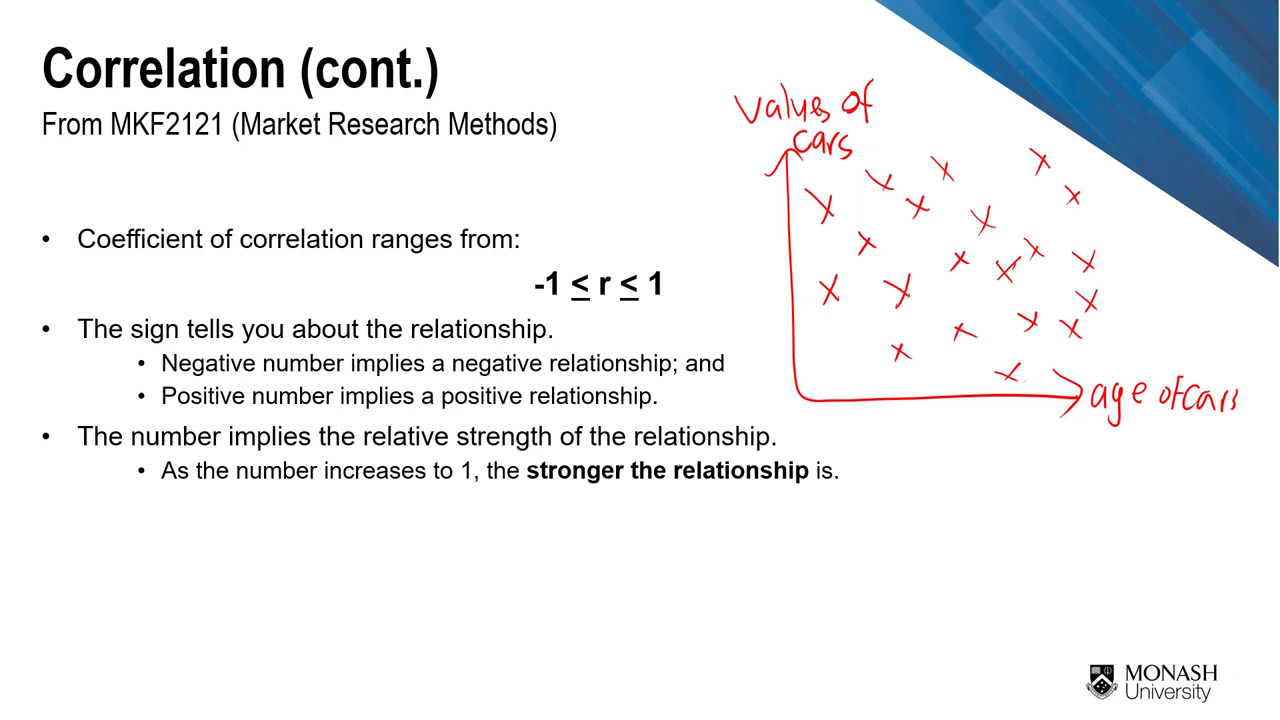 Correlation (cont.)
From MKF2121 (Market Research Methods)
• Coefficient of correlation ranges from:
-1 ≤ r ≤ 1
• The sign tells you about the relationship.
• Negative number implies a negative relationship; and
• Positive number implies a positive relationship.
• The number implies the relative strength of the relationship.
• As the number increases to 1, the stronger the relationship is.
Values of
cars
age of cars
MONASH
University